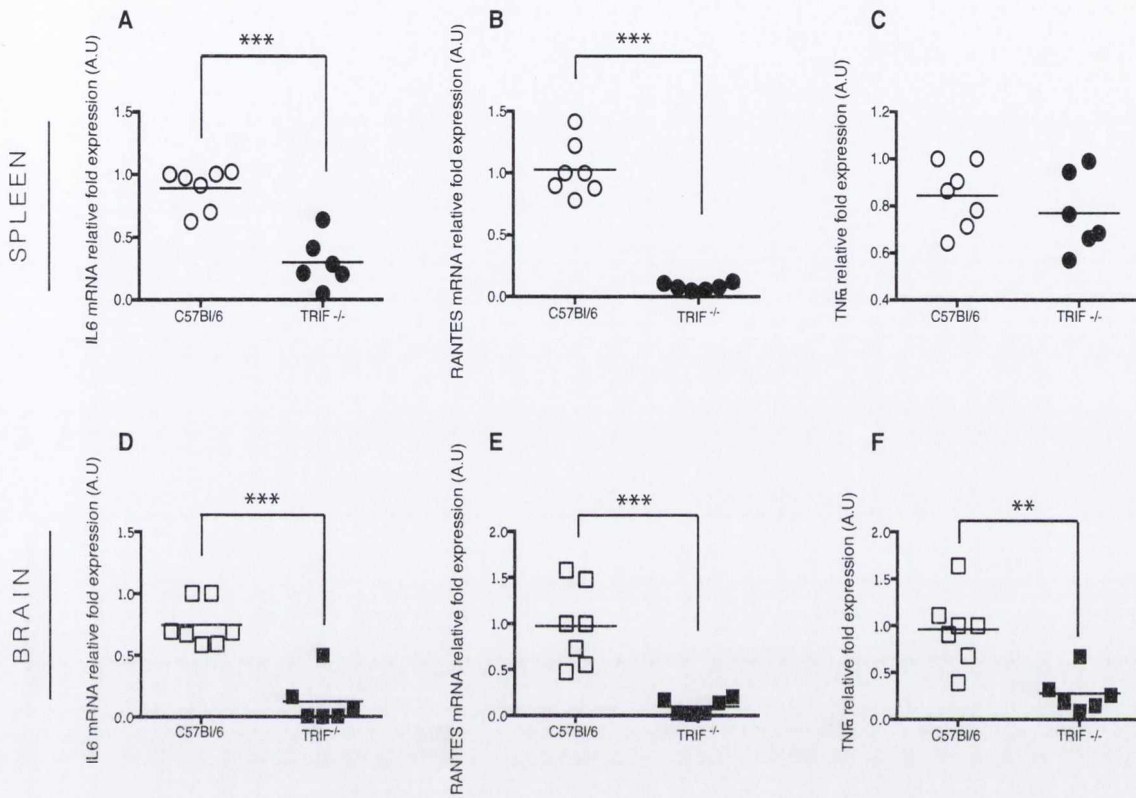 SPLEEN
A
***
IL6 mRNA relative fold expression (A.U)
1.5
1.0
0.5
0.0
C57Bl/6
TRIF -/-
B
***
RANTES mRNA relative fold expression (A.U)
1.5
1.0
0.5
0.0
C57Bl/6
TRIF -/-
C
TNFα relative fold expression (A.U)
1.2
1.0
0.8
0.6
0.4
C57Bl/6
TRIF -/-
BRAIN
D
***
IL6 mRNA relative fold expression (A.U)
1.5
1.0
0.5
0.0
C57Bl/6
TRIF -/-
E
***
RANTES mRNA relative fold expression (A.U)
2.0
1.5
1.0
0.5
0.0
C57Bl/6
TRIF -/-
F
**
TNFα relative fold expression (A.U)
2.0
1.5
1.0
0.5
0.0
C57Bl/6
TRIF -/-